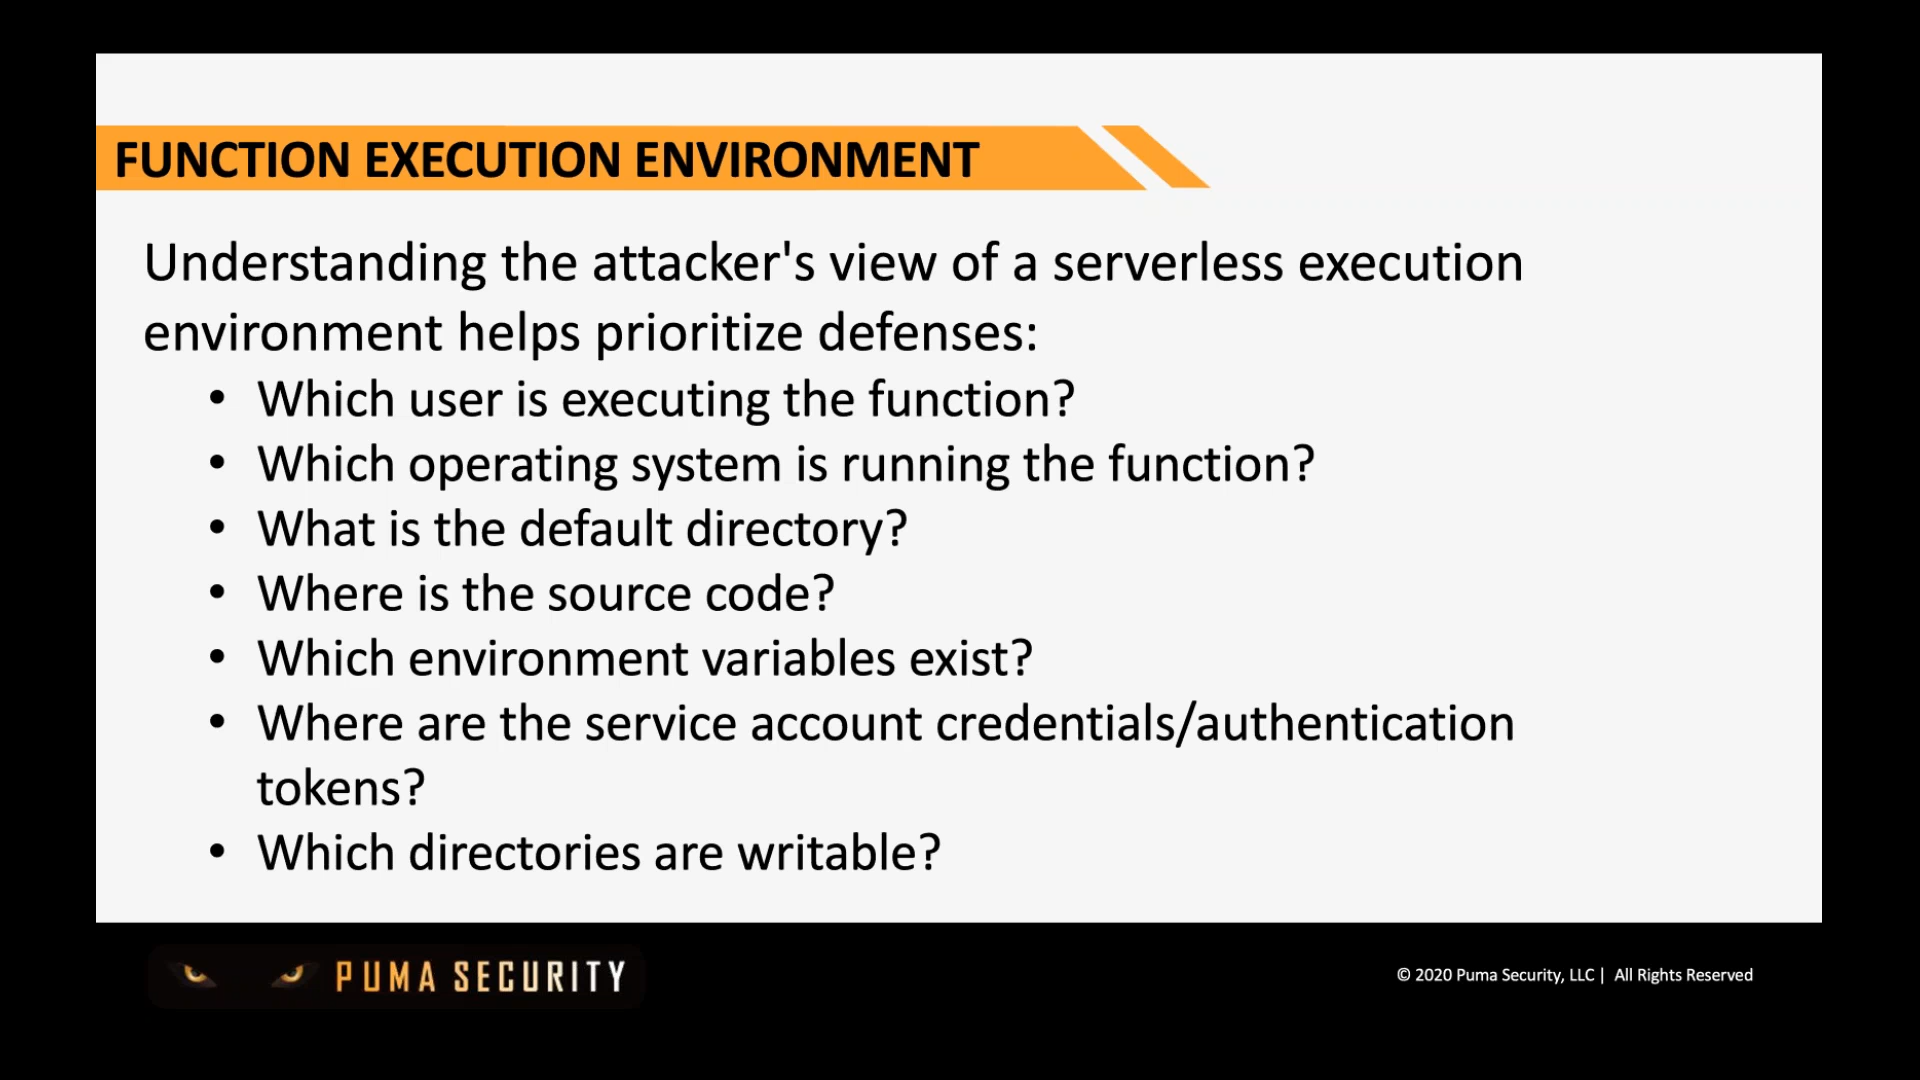 FUNCTION EXECUTION ENVIRONMENT
Understanding the attacker's view of a serverless execution
environment helps prioritize defenses:
• Which user is executing the function?
• Which operating system is running the function?
• What is the default directory?
• Where is the source code?
• Which environment variables exist?
• Where are the service account credentials/authentication
tokens?
• Which directories are writable?
PUMA SECURITY
© 2020 Puma Security, LLC | All Rights Reserved